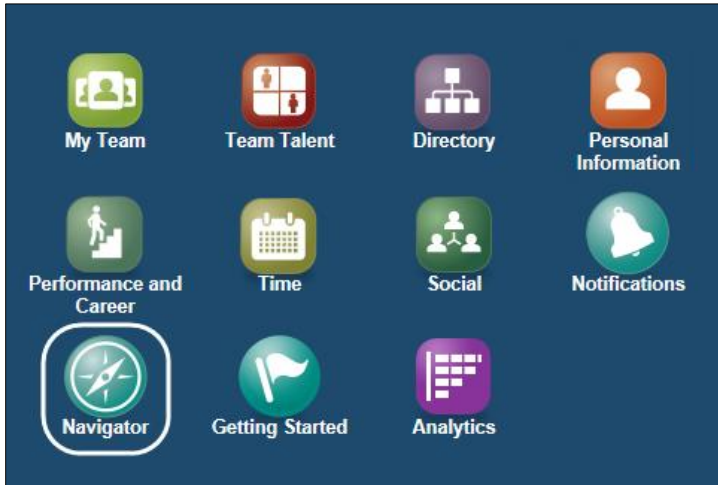 My Team
Team Talent
Directory
Personal
Information
Performance and
Career
Time
Social
Notifications
Navigator
Getting Started
Analytics